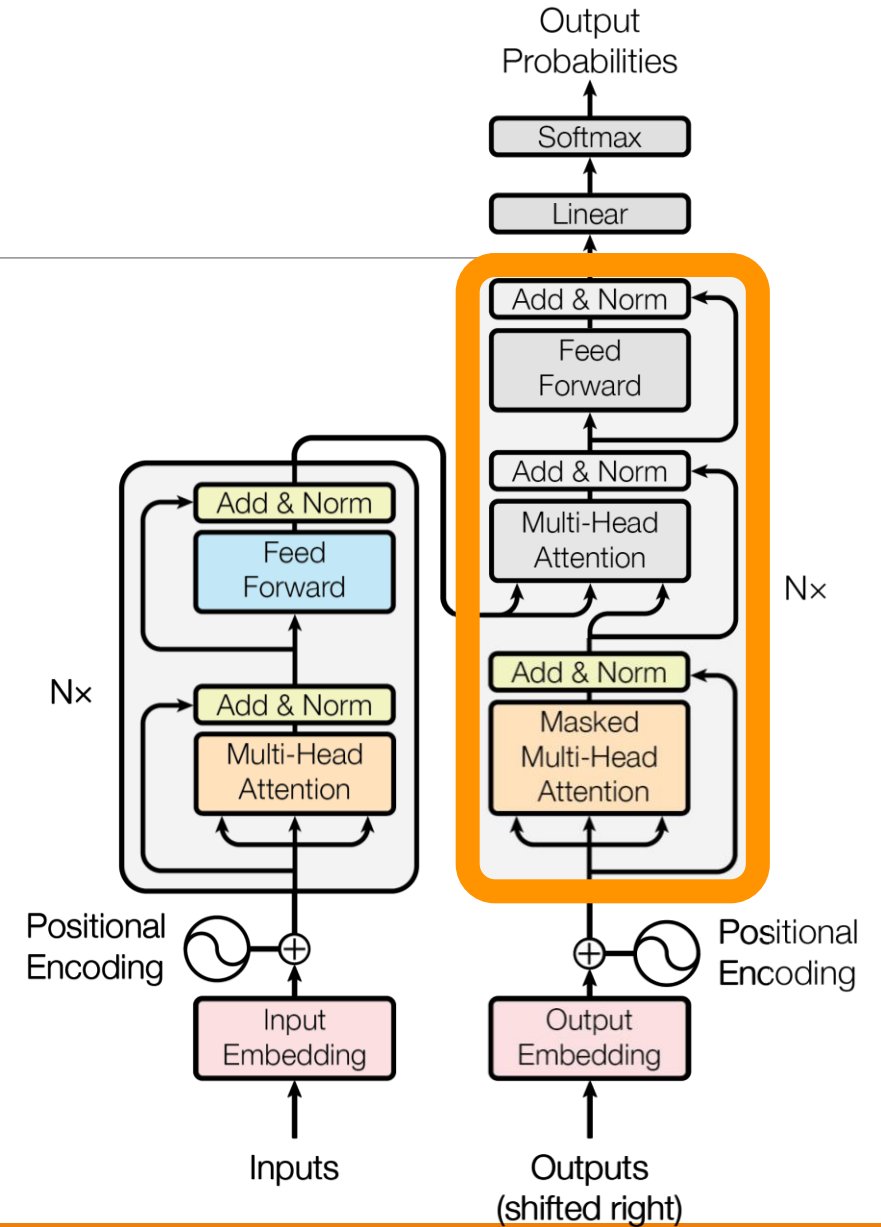 Output
Probabilities
Softmax
Linear
Add & Norm
Feed
Forward
Add & Norm
Multi-Head
Attention
N×
Add & Norm
Masked
Multi-Head
Attention
Add & Norm
Feed
Forward
N×
Add & Norm
Multi-Head
Attention
Positional
Encoding
Positional
Encoding
Input
Embedding
Output
Embedding
Inputs
Outputs
(shifted right)